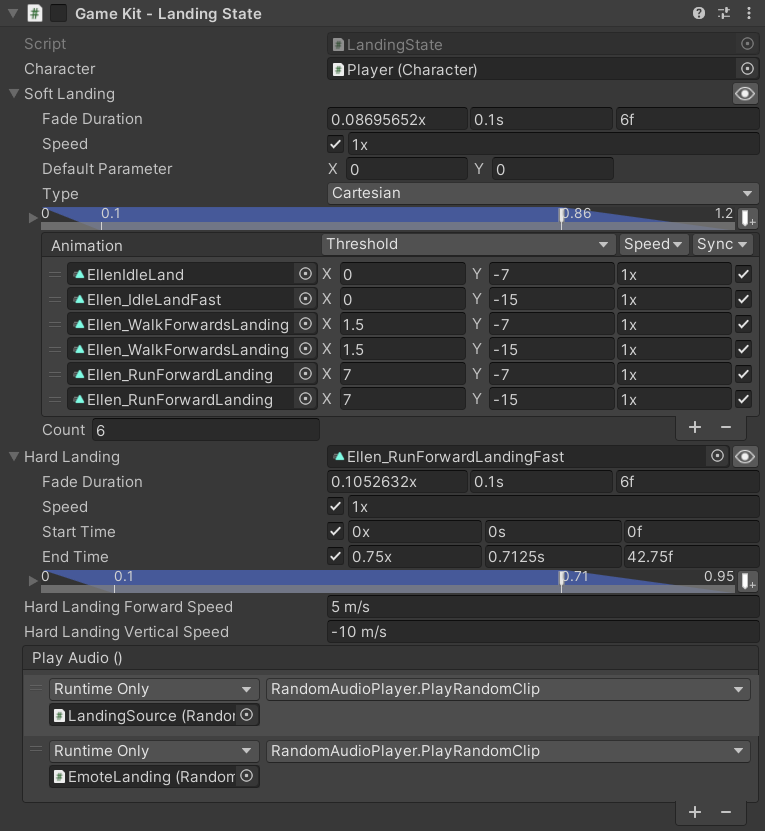 Game Kit - Landing State
Script LandingState
Character Player (Character)
Soft Landing
Fade Duration 0.08695652x 0.1s 6f
Speed 1x
Default Parameter X 0 Y 0
Type Cartesian
0 0.1 0.86 1.2
Animation Threshold Speed Sync
EllenIdleLand X 0 Y -7 1x
Ellen_IdleLandFast X 0 Y -15 1x
Ellen_WalkForwardsLanding X 1.5 Y -7 1x
Ellen_WalkForwardsLanding X 1.5 Y -15 1x
Ellen_RunForwardLanding X 7 Y -7 1x
Ellen_RunForwardLanding X 7 Y -15 1x
Count 6
Hard Landing Ellen_RunForwardLandingFast
Fade Duration 0.1052632x 0.1s 6f
Speed 1x
Start Time 0x 0s 0f
End Time 0.75x 0.7125s 42.75f
0 0.1 0.71 0.95
Hard Landing Forward Speed 5 m/s
Hard Landing Vertical Speed -10 m/s
Play Audio ()
Runtime Only RandomAudioPlayer.PlayRandomClip
LandingSource (Randor
Runtime Only RandomAudioPlayer.PlayRandomClip
EmoteLanding (Random